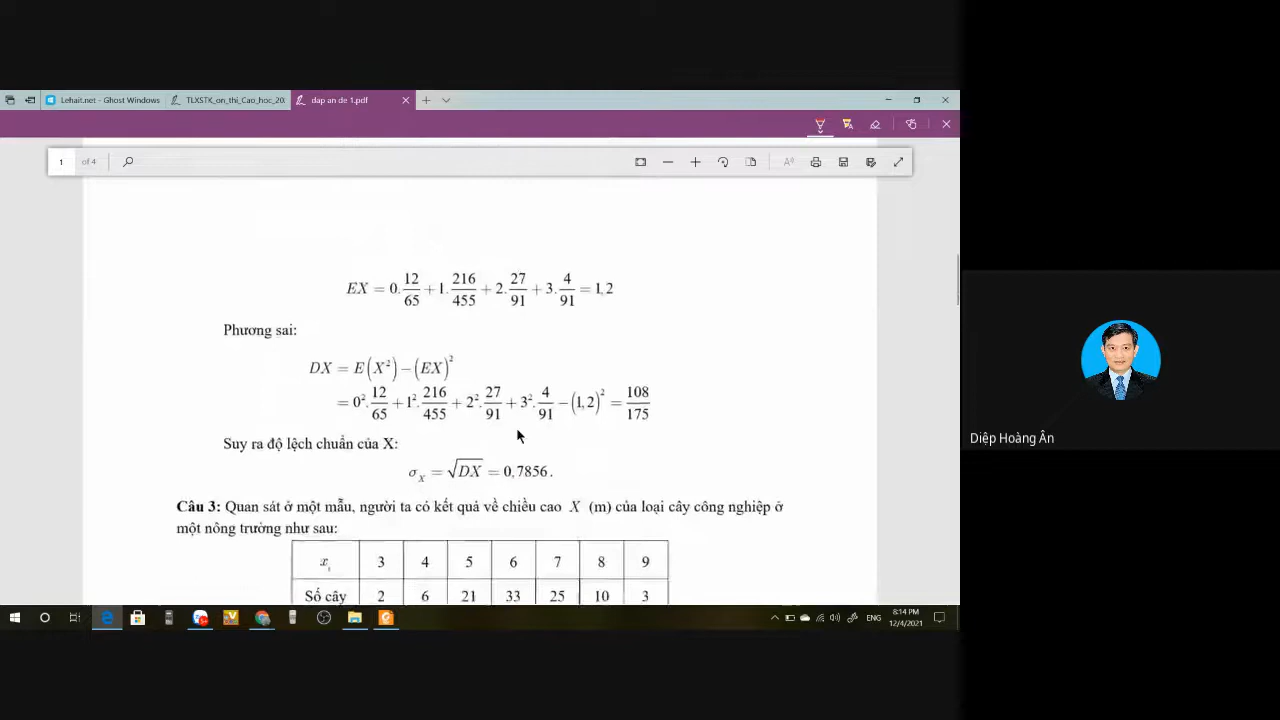 Lehait.net - Ghost Windows
TLXSTK_on_thi_Cao_hoc_20
dap an de 1.pdf
1 of 4
EX = 0.12/65 + 1.216/455 + 2.27/91 + 3.4/91 = 1,2
Phương sai:
DX = E(X²) − (EX)²
= 0².12/65 + 1².216/455 + 2².27/91 + 3².4/91 − (1,2)² = 108/175
Suy ra độ lệch chuẩn của X:
σ_X = √DX = 0,7856.
Câu 3: Quan sát ở một mẫu, người ta có kết quả về chiều cao X (m) của loại cây công nghiệp ở
một nông trường như sau:
x_i 3 4 5 6 7 8 9
Số cây 2 6 21 33 25 10 3
Diệp Hoàng Ân
ENG
8:14 PM
12/4/2021